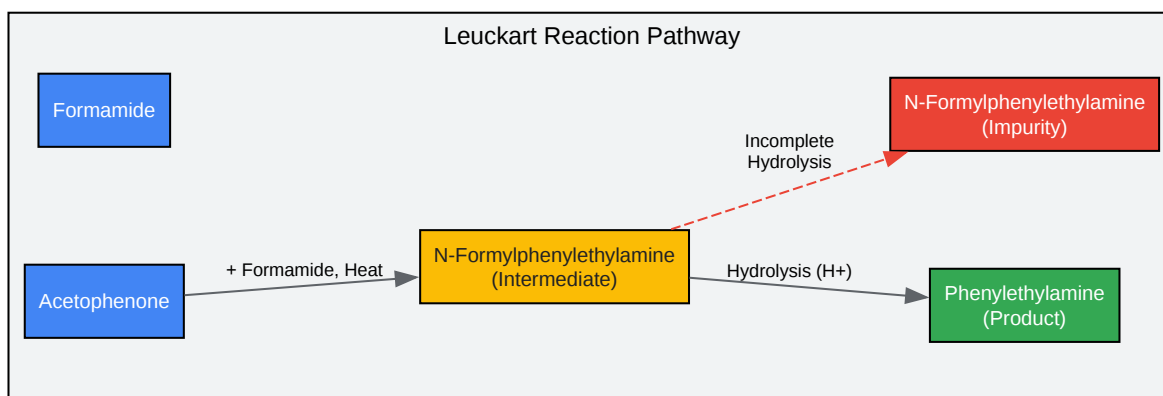 Leuckart Reaction Pathway
Formamide
N-Formylphenylethylamine
(Impurity)
Incomplete
Hydrolysis
N-Formylphenylethylamine
(Intermediate)
+ Formamide, Heat
Hydrolysis (H+)
Acetophenone
Phenylethylamine
(Product)